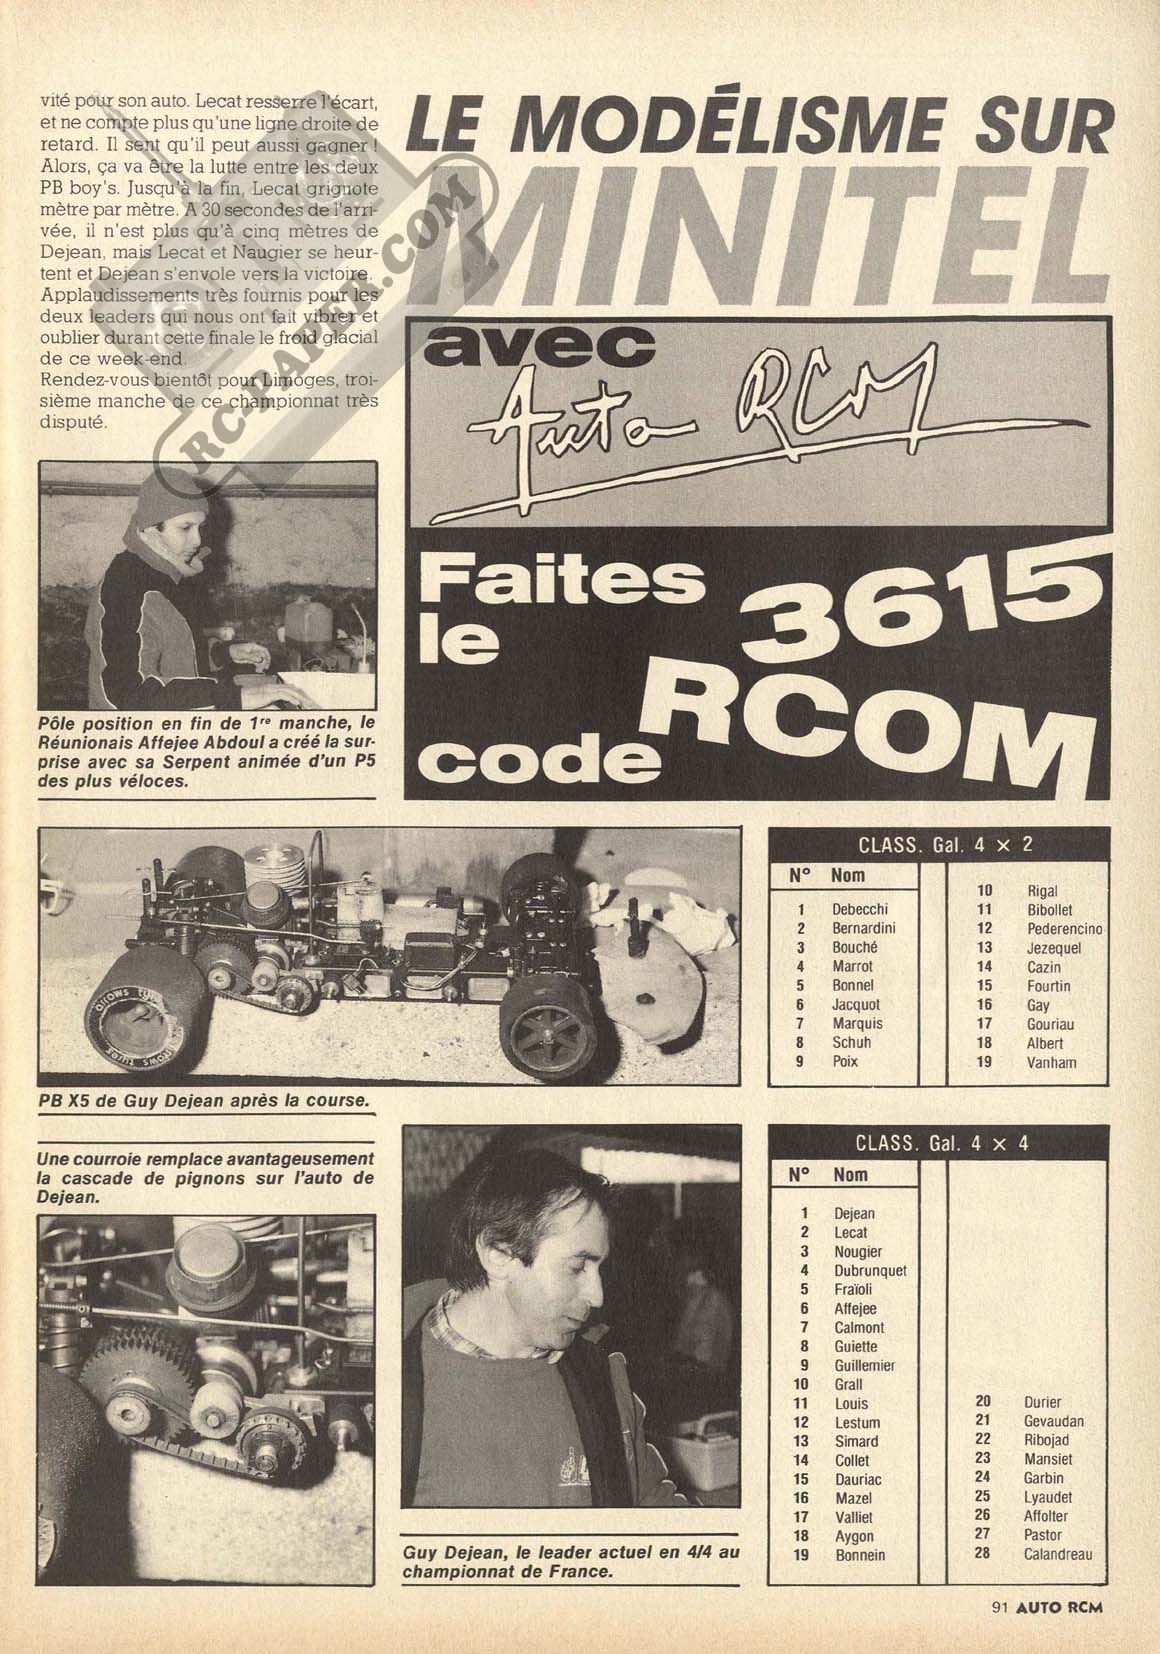 vité pour son auto. Lecat resserre l'écart,
et ne compte plus qu'une ligne droite de
retard. Il sent qu'il peut aussi gagner !
Alors, ça va être la lutte entre les deux
PB boy's. Jusqu'à la fin, Lecat grignote
mètre par mètre. A 30 secondes de l'arri-
vée, il n'est plus qu'à cinq mètres de
Dejean, mais Lecat et Naugier se heur-
tent et Dejean s'envole vers la victoire.
Applaudissements très fournis pour les
deux leaders qui nous ont fait vibrer et
oublier durant cette finale le froid glacial
de ce week-end.
Rendez-vous bientôt pour Limoges, troi-
sième manche de ce championnat très
disputé.
RC-PAPER.COM
LE MODÉLISME SUR
MINITEL
avec
Auto RCM
Faites
le
code
3615
RCOM
Pôle position en fin de 1re manche, le
Réunionais Affejee Abdoul a créé la sur-
prise avec sa Serpent animée d'un P5
des plus véloces.
PB X5 de Guy Dejean après la course.
Une courroie remplace avantageusement
la cascade de pignons sur l'auto de
Dejean.
Guy Dejean, le leader actuel en 4/4 au
championnat de France.
CLASS. Gal. 4 × 2
N° Nom
1 Debecchi
2 Bernardini
3 Bouché
4 Marrot
5 Bonnel
6 Jacquot
7 Marquis
8 Schuh
9 Poix
10 Rigal
11 Bibollet
12 Pederencino
13 Jezequel
14 Cazin
15 Fourtin
16 Gay
17 Gouriau
18 Albert
19 Vanham
CLASS. Gal. 4 × 4
N° Nom
1 Dejean
2 Lecat
3 Nougier
4 Dubrunquet
5 Fraïoli
6 Affejee
7 Calmont
8 Guiette
9 Guillemier
10 Grall
11 Louis
12 Lestum
13 Simard
14 Collet
15 Dauriac
16 Mazel
17 Valliet
18 Aygon
19 Bonnein
20 Durier
21 Gevaudan
22 Ribojad
23 Mansiet
24 Garbin
25 Lyaudet
26 Affolter
27 Pastor
28 Calandreau
91 AUTO RCM